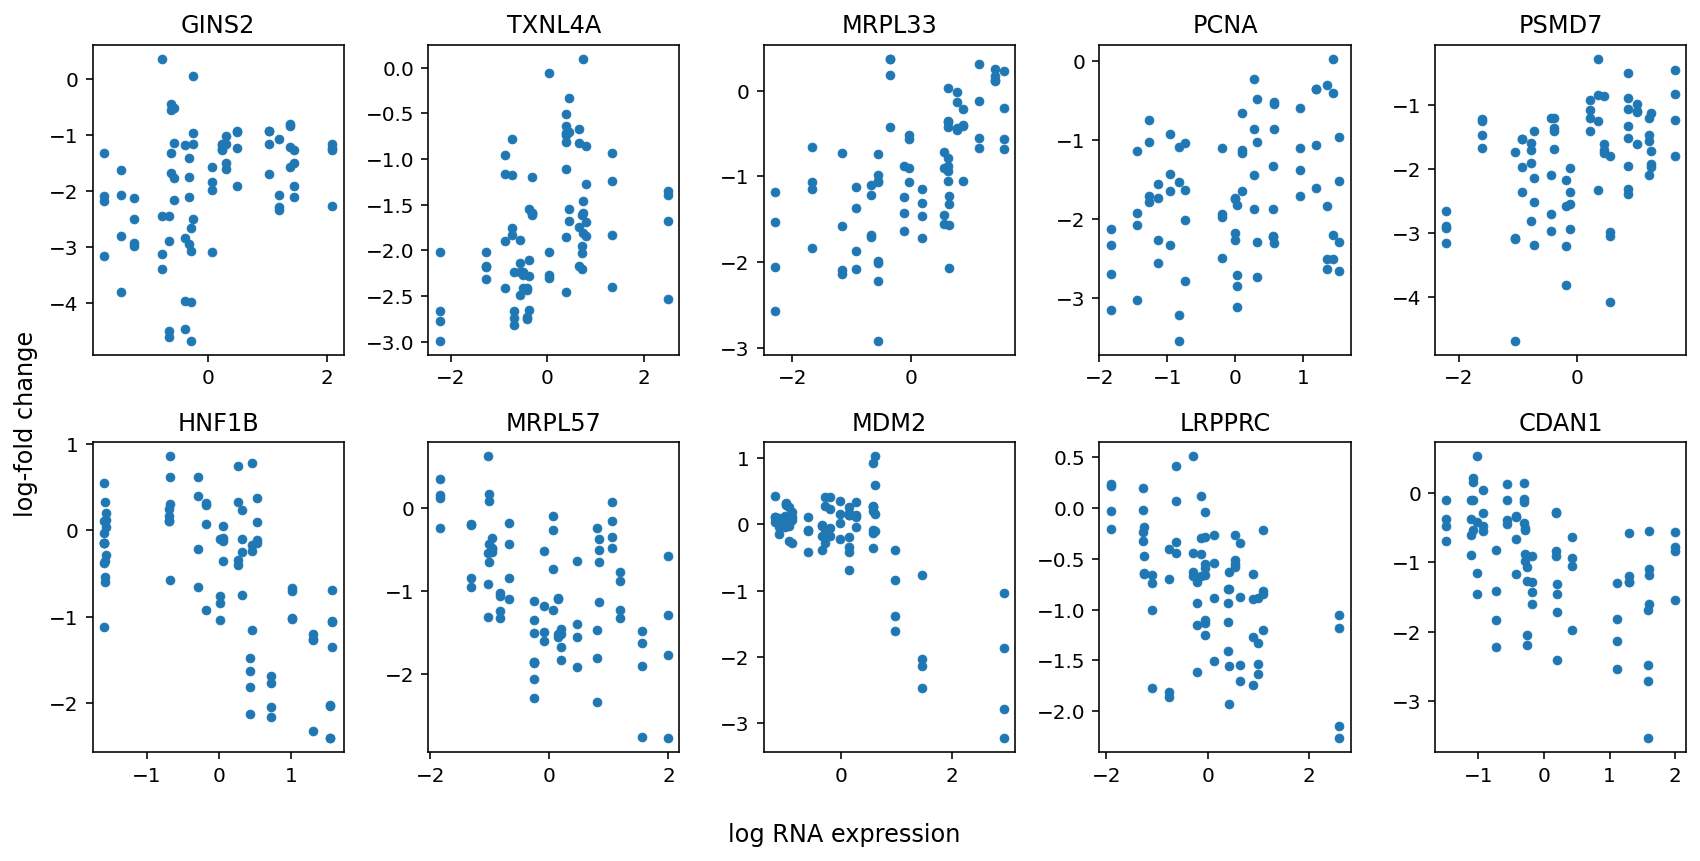 GINS2 TXNL4A MRPL33 PCNA PSMD7
0 −1 −2 −3 −4
0 2
0.0 −0.5 −1.0 −1.5 −2.0 −2.5 −3.0
−2 0 2
0 −1 −2 −3
−2 0
0 −1 −2 −3
−2 −1 0 1
−1 −2 −3 −4
−2 0
log-fold change
HNF1B MRPL57 MDM2 LRPPRC CDAN1
1 0 −1 −2
−1 0 1
0 −1 −2
−2 0 2
1 0 −1 −2 −3
0 2
0.5 0.0 −0.5 −1.0 −1.5 −2.0
−2 0 2
0 −1 −2 −3
−1 0 1 2
log RNA expression